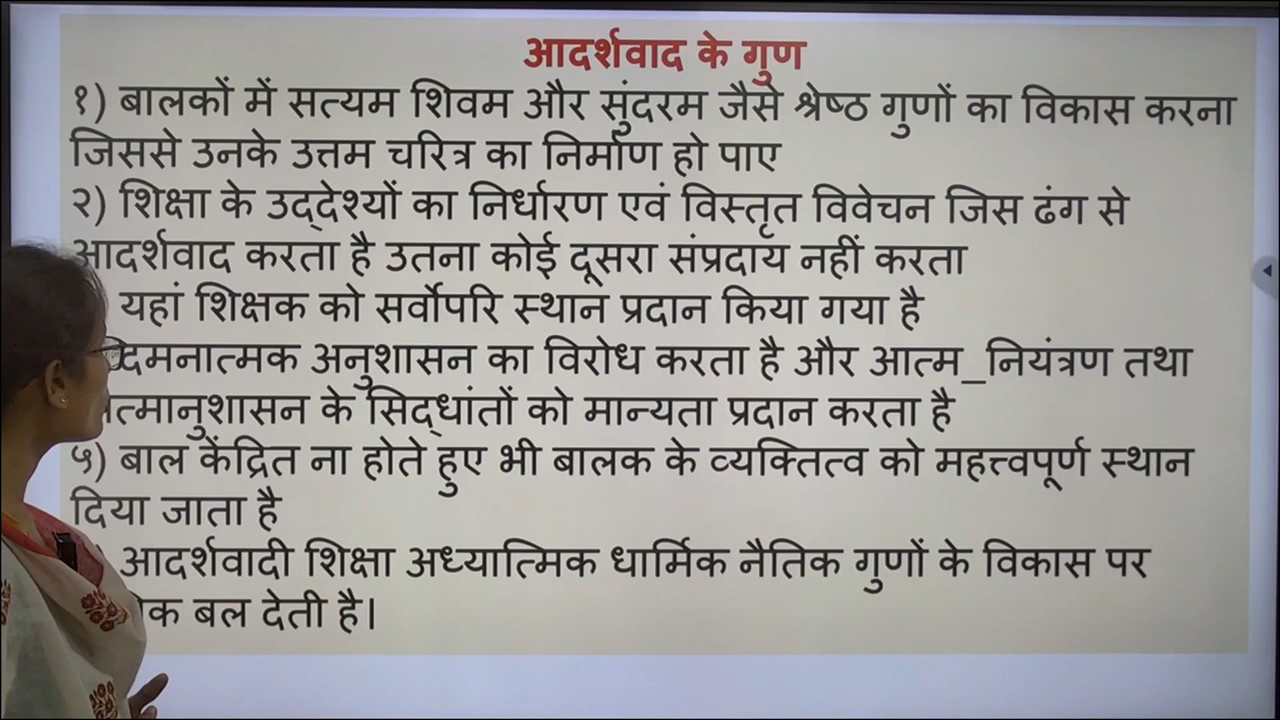 आदर्शवाद के गुण
१) बालकों में सत्यम शिवम और सुंदरम जैसे श्रेष्ठ गुणों का विकास करना
जिससे उनके उत्तम चरित्र का निर्माण हो पाए
२) शिक्षा के उद्देश्यों का निर्धारण एवं विस्तृत विवेचन जिस ढंग से
आदर्शवाद करता है उतना कोई दूसरा संप्रदाय नहीं करता
यहां शिक्षक को सर्वोपरि स्थान प्रदान किया गया है
दमनात्मक अनुशासन का विरोध करता है और आत्म_नियंत्रण तथा
के सिद्धांतों को मान्यता प्रदान करता है
५) बाल केंद्रित ना होते हुए भी बालक के व्यक्तित्व को महत्त्वपूर्ण स्थान
दिया जाता है
आदर्शवादी शिक्षा अध्यात्मिक धार्मिक नैतिक गुणों के विकास पर
बल देती है।